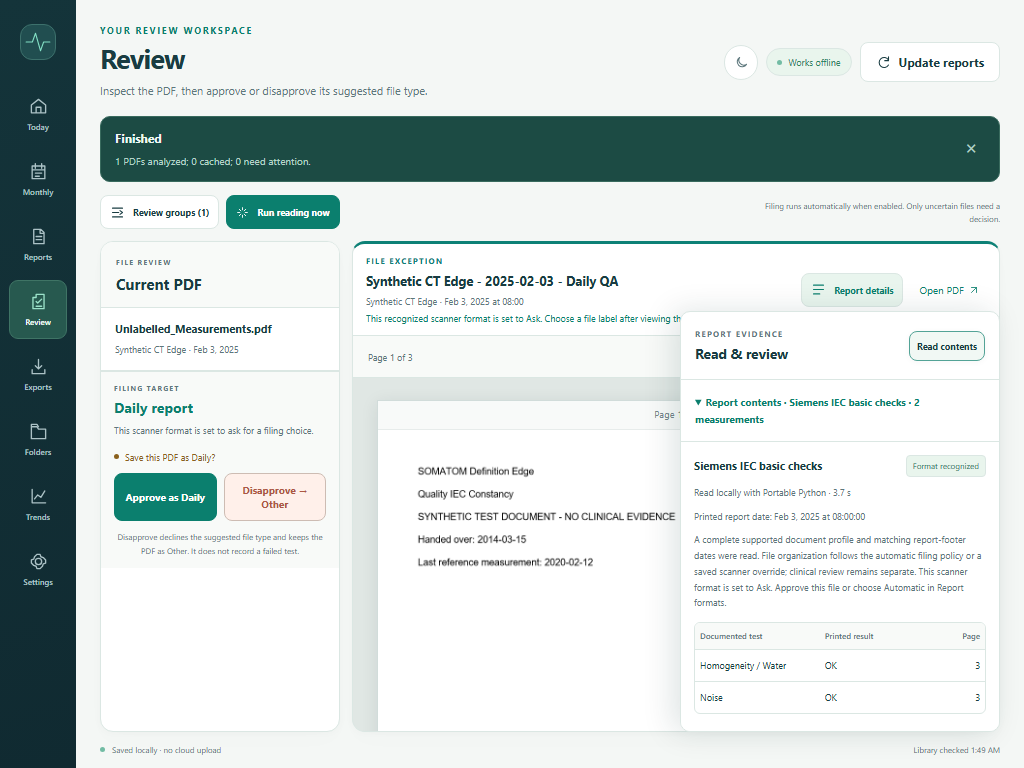 YOUR REVIEW WORKSPACE
Review
Inspect the PDF, then approve or disapprove its suggested file type.
Works offline
Update reports
Today
Monthly
Reports
Review
Exports
Folders
Trends
Settings
Finished
1 PDFs analyzed; 0 cached; 0 need attention.
Review groups (1)
Run reading now
Filing runs automatically when enabled. Only uncertain files need a
decision.
FILE REVIEW
Current PDF
Unlabelled_Measurements.pdf
Synthetic CT Edge · Feb 3, 2025
FILING TARGET
Daily report
This scanner format is set to ask for a filing choice.
Save this PDF as Daily?
Approve as Daily
Disapprove →
Other
Disapprove declines the suggested file type and keeps the
PDF as Other. It does not record a failed test.
FILE EXCEPTION
Synthetic CT Edge - 2025-02-03 - Daily QA
Synthetic CT Edge · Feb 3, 2025 at 08:00
This recognized scanner format is set to Ask. Choose a file label after viewing th
Report details
Open PDF
Page 1 of 3
Page 1
SOMATOM Definition Edge
Quality IEC Constancy
SYNTHETIC TEST DOCUMENT - NO CLINICAL EVIDENCE
Handed over: 2014-03-15
Last reference measurement: 2020-02-12
REPORT EVIDENCE
Read & review
Read contents
▼ Report contents · Siemens IEC basic checks · 2
measurements
Siemens IEC basic checks
Format recognized
Read locally with Portable Python · 3.7 s
Printed report date: Feb 3, 2025 at 08:00:00
A complete supported document profile and matching report-footer
dates were read. File organization follows the automatic filing policy or a
saved scanner override; clinical review remains separate. This scanner
format is set to Ask. Approve this file or choose Automatic in Report
formats.
Documented test Printed result Page
Homogeneity / Water OK 3
Noise OK 3
Saved locally · no cloud upload
Library checked 1:49 AM